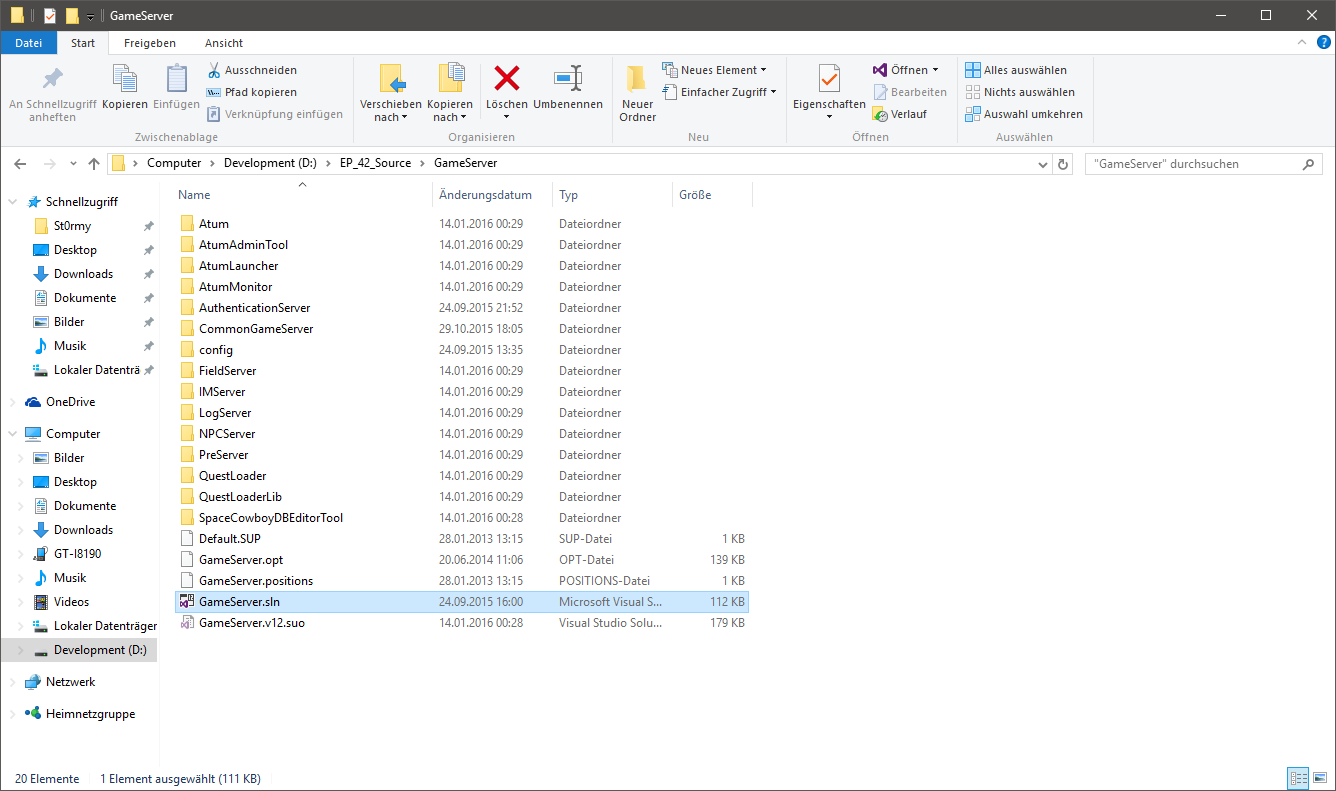 GameServer
Datei Start Freigeben Ansicht
An Schnellzugriff anheften
Kopieren
Einfügen
Ausschneiden
Pfad kopieren
Verknüpfung einfügen
Zwischenablage
Verschieben nach
Kopieren nach
Löschen
Umbenennen
Organisieren
Neuer Ordner
Neues Element
Einfacher Zugriff
Neu
Eigenschaften
Öffnen
Bearbeiten
Verlauf
Öffnen
Alles auswählen
Nichts auswählen
Auswahl umkehren
Auswählen
Computer > Development (D:) > EP_42_Source > GameServer
"GameServer" durchsuchen
Schnellzugriff
St0rmy
Desktop
Downloads
Dokumente
Bilder
Musik
Lokaler Datenträ
OneDrive
Computer
Bilder
Desktop
Dokumente
Downloads
GT-I8190
Musik
Videos
Lokaler Datenträger
Development (D:)
Netzwerk
Heimnetzgruppe
Name Änderungsdatum Typ Größe
Atum 14.01.2016 00:29 Dateiordner
AtumAdminTool 14.01.2016 00:29 Dateiordner
AtumLauncher 14.01.2016 00:29 Dateiordner
AtumMonitor 14.01.2016 00:29 Dateiordner
AuthenticationServer 24.09.2015 21:52 Dateiordner
CommonGameServer 29.10.2015 18:05 Dateiordner
config 24.09.2015 13:35 Dateiordner
FieldServer 14.01.2016 00:29 Dateiordner
IMServer 14.01.2016 00:29 Dateiordner
LogServer 14.01.2016 00:29 Dateiordner
NPCServer 14.01.2016 00:29 Dateiordner
PreServer 14.01.2016 00:29 Dateiordner
QuestLoader 14.01.2016 00:29 Dateiordner
QuestLoaderLib 14.01.2016 00:29 Dateiordner
SpaceCowboyDBEditorTool 14.01.2016 00:28 Dateiordner
Default.SUP 28.01.2013 13:15 SUP-Datei 1 KB
GameServer.opt 20.06.2014 11:06 OPT-Datei 139 KB
GameServer.positions 28.01.2013 13:15 POSITIONS-Datei 1 KB
GameServer.sln 24.09.2015 16:00 Microsoft Visual S... 112 KB
GameServer.v12.suo 14.01.2016 00:28 Visual Studio Solu... 179 KB
20 Elemente 1 Element ausgewählt (111 KB)